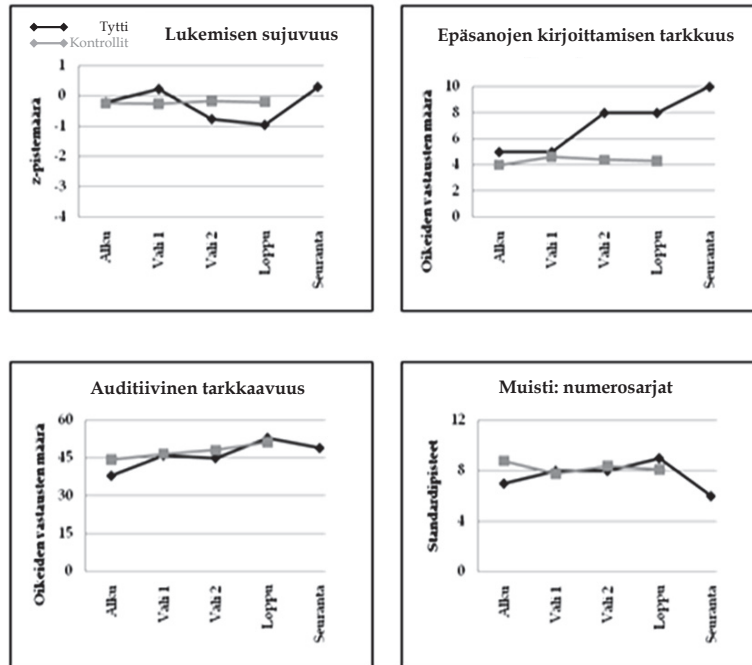 Tytti
Kontrollit
Lukemisen sujuvuus
z-pistemäärä
1
0
-1
-2
-3
-4
Alku
Väli 1
Väli 2
Loppu
Seuranta
Epäsanojen kirjoittamisen tarkkuus
Oikeiden vastausten määrä
10
8
6
4
2
0
Alku
Väli 1
Väli 2
Loppu
Seuranta
Auditiivinen tarkkaavuus
Oikeiden vastausten määrä
60
45
30
15
0
Alku
Väli 1
Väli 2
Loppu
Seuranta
Muisti: numerosarjat
Standardipisteet
12
8
4
0
Alku
Väli 1
Väli 2
Loppu
Seuranta